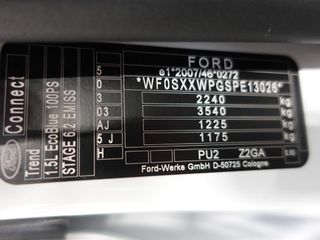 FORD
5 e1*2007/46*0272
0 *WF0SXXWPGSPE13026*
3 2240 kg
03 3540 kg
AJ 1225 kg
5 J 1175 kg
H PU2 Z2GA
Ford-Werke GmbH D-50725 Cologne
Ford
Connect
Trend
1.5L EcoBlue 100PS
STAGE 6.2 EMISS